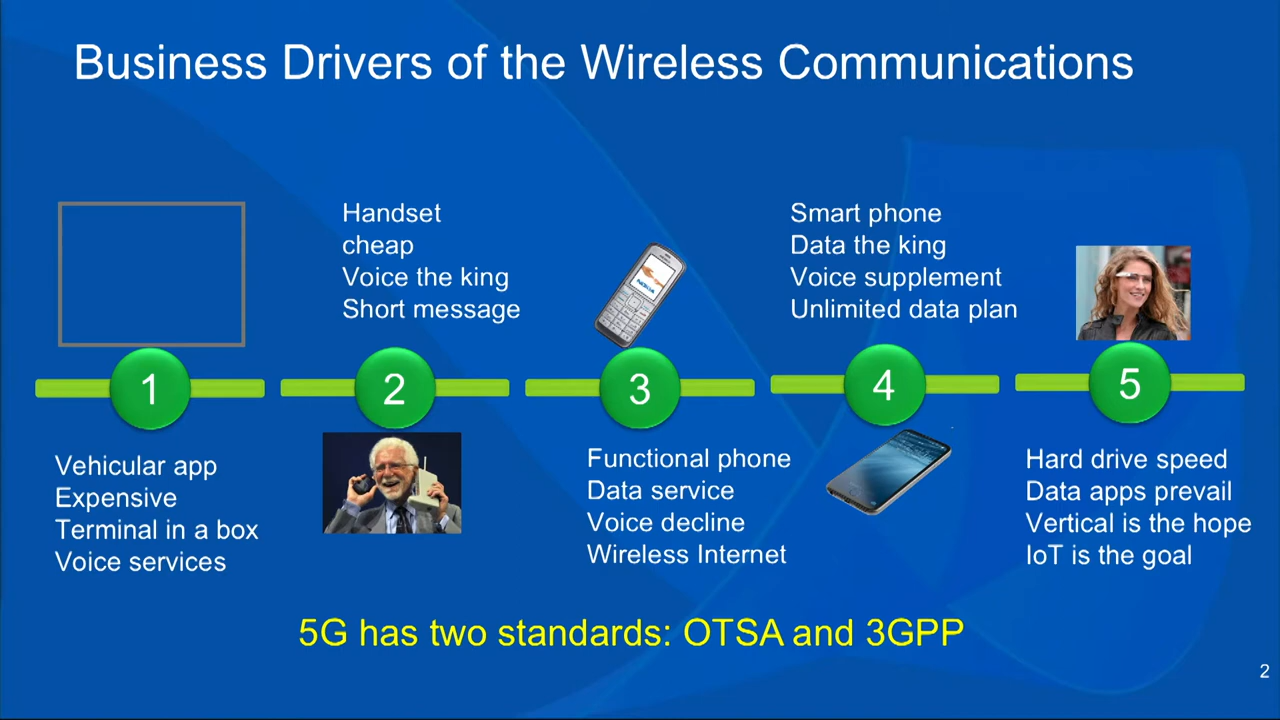 Business Drivers of the Wireless Communications
Handset
cheap
Voice the king
Short message
Smart phone
Data the king
Voice supplement
Unlimited data plan
NOKIA
1
2
3
4
5
Vehicular app
Expensive
Terminal in a box
Voice services
Functional phone
Data service
Voice decline
Wireless Internet
Hard drive speed
Data apps prevail
Vertical is the hope
IoT is the goal
5G has two standards: OTSA and 3GPP
2